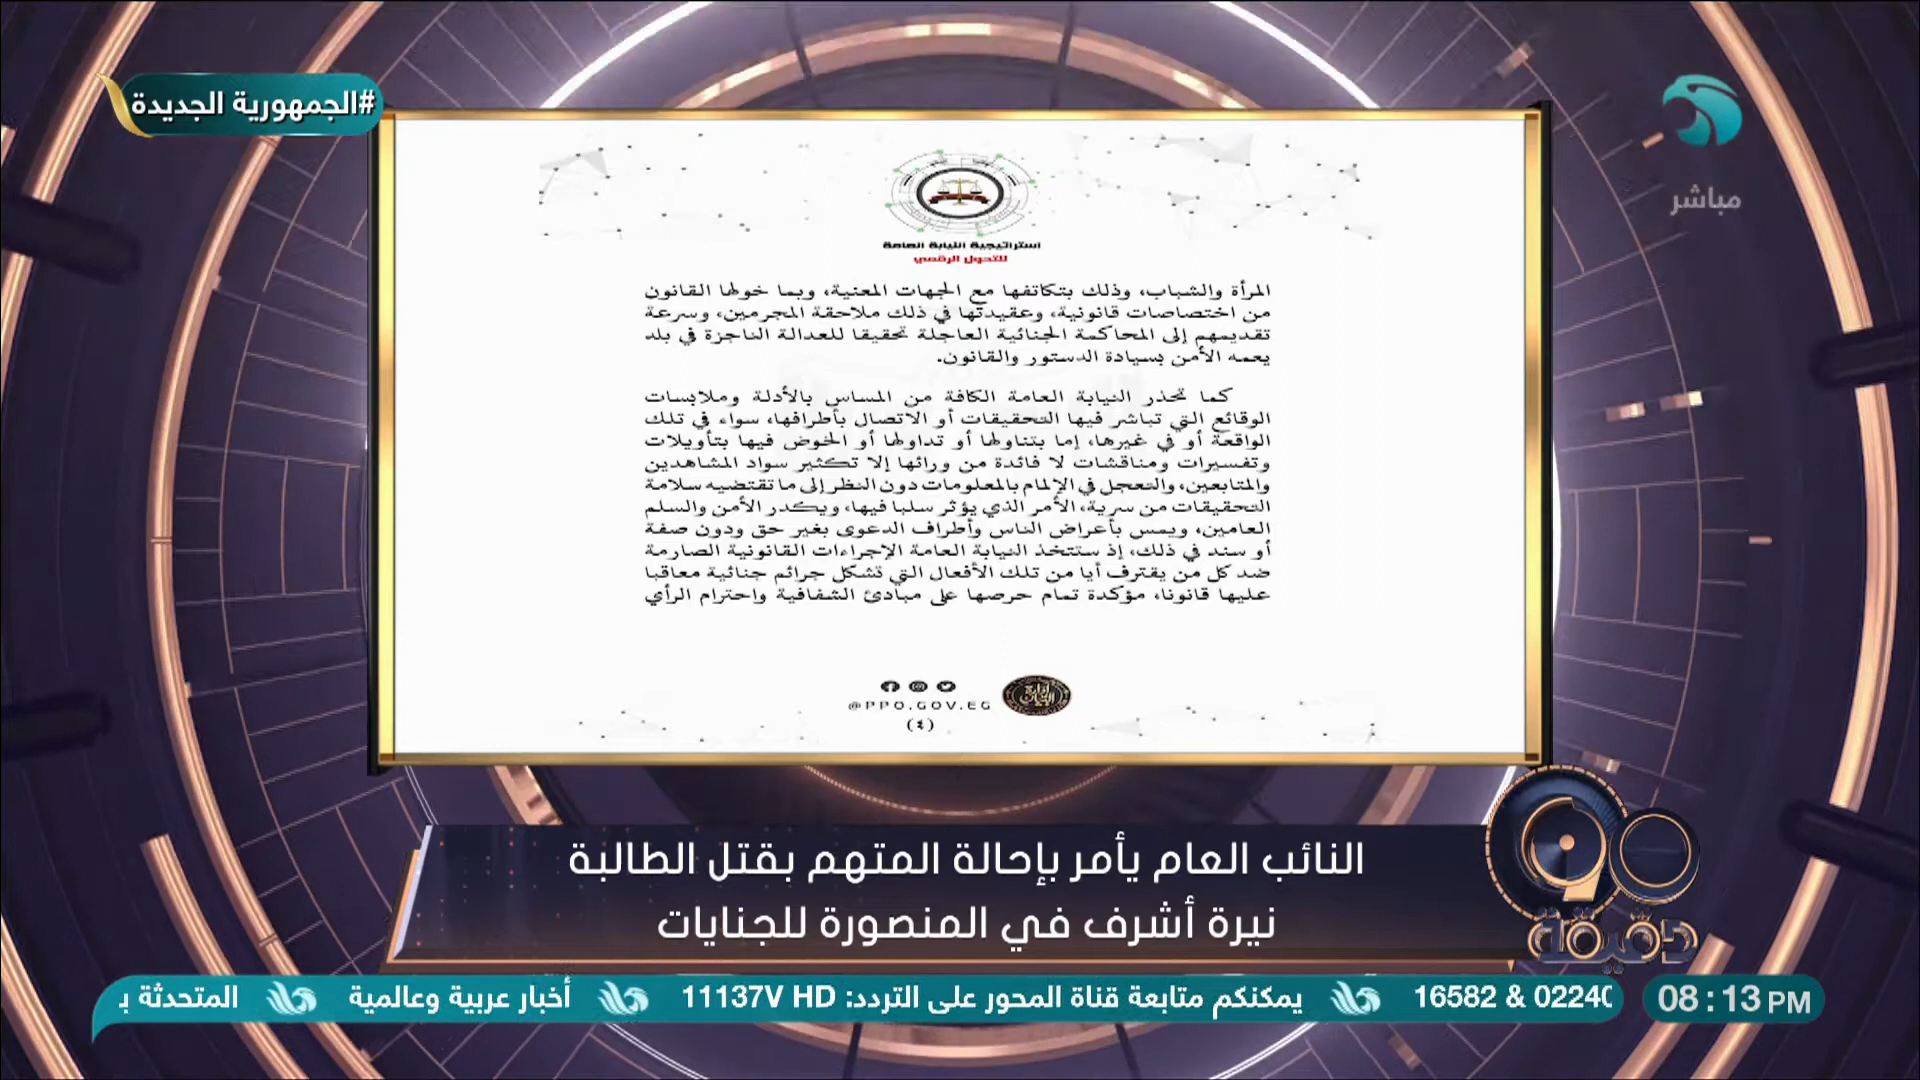 #الجمهورية الجديدة
مباشر
استراتيجية النيابة العامة
للتحول الرقمي
المرأة والشباب، وذلك بتكاتفها مع الجهات المعنية، وبما خولها القانون
من اختصاصات قانونية، وعقيدتها في ذلك ملاحقة المجرمين، وسرعة
تقديمهم إلى المحاكمة الجنائية العاجلة تحقيقا للعدالة الناجزة في بلد
يعمه الأمن بسيادة الدستور والقانون.
كما تحذر النيابة العامة الكافة من المساس بالأدلة وملابسات
الوقائع التي تباشر فيها التحقيقات أو الاتصال بأطرافها، سواء في تلك
الواقعة أو في غيرها، إما بتناولها أو تداولها أو الخوض فيها بتأويلات
وتفسيرات ومناقشات لا فائدة من ورائها إلا تكثير سواد المشاهدين
والمتابعين، والتعجل في الإلمام بالمعلومات دون النظر إلى ما تقتضيه سلامة
التحقيقات من سرية، الأمر الذي يؤثر سلبا فيها، ويكدر الأمن والسلم
العامين، ويمس بأعراض الناس وأطراف الدعوى بغير حق ودون صفة
أو سند في ذلك، إذ ستتخذ النيابة العامة الإجراءات القانونية الصارمة
ضد كل من يقترف أيا من تلك الأفعال التي تشكل جرائم جنائية معاقبا
عليها قانونا، مؤكدة تمام حرصها على مبادئ الشفافية واحترام الرأي
@PPO.GOV.EG
(٤)
النائب العام يأمر بإحالة المتهم بقتل الطالبة
نيرة أشرف في المنصورة للجنايات
90 دقيقة
16582 & 02240 يمكنكم متابعة قناة المحور على التردد: 11137V HD أخبار عربية وعالمية المتحدثة ب
08:13 PM